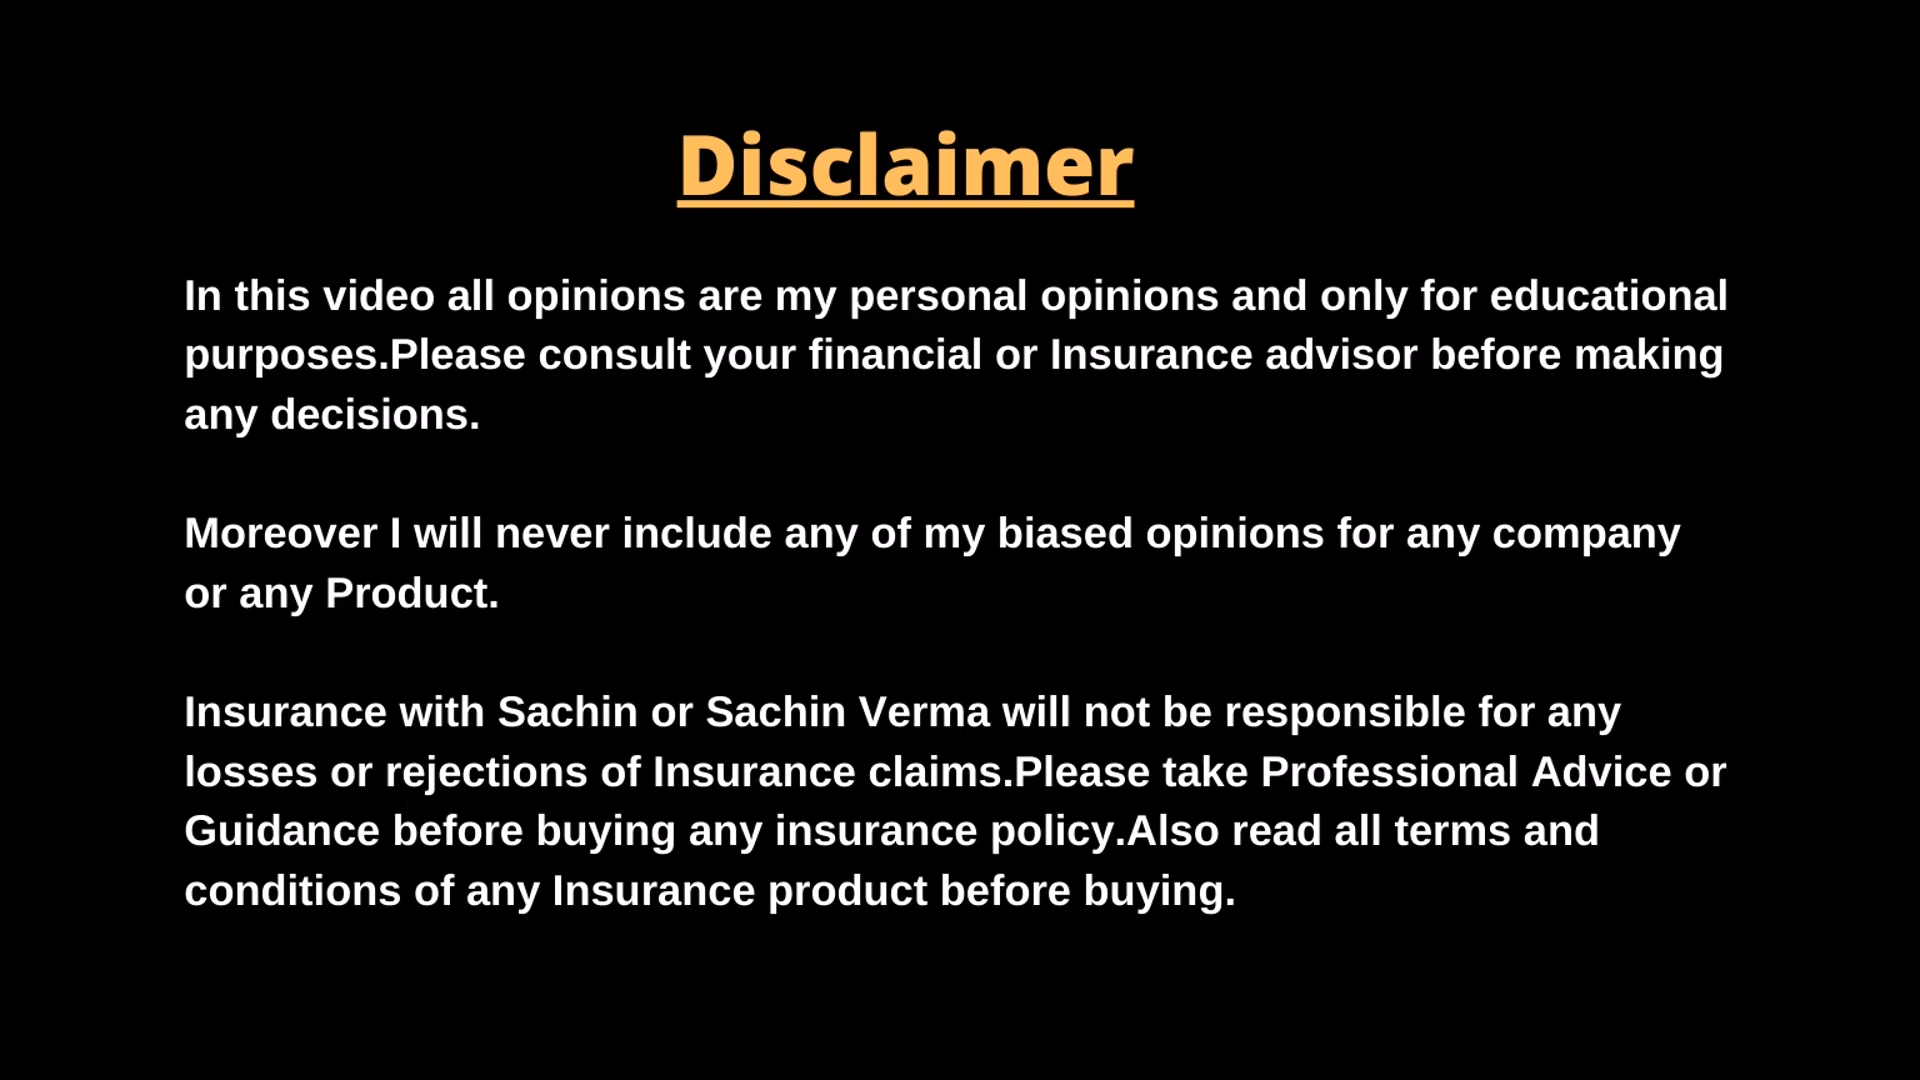 Disclaimer
In this video all opinions are my personal opinions and only for educational
purposes.Please consult your financial or Insurance advisor before making
any decisions.
Moreover I will never include any of my biased opinions for any company
or any Product.
Insurance with Sachin or Sachin Verma will not be responsible for any
losses or rejections of Insurance claims.Please take Professional Advice or
Guidance before buying any insurance policy.Also read all terms and
conditions of any Insurance product before buying.